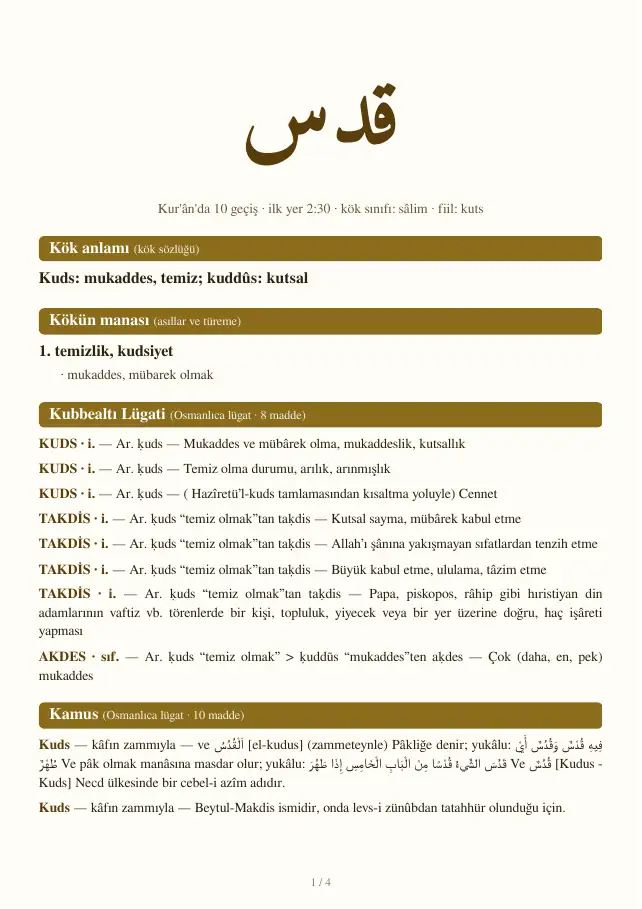 قدس
Kur'ân'da 10 geçiş · ilk yer 2:30 · kök sınıfı: sâlim · fiil: kuts
Kök anlamı (kök sözlüğü)
Kuds: mukaddes, temiz; kuddûs: kutsal
Kökün manası (asıllar ve türeme)
1. temizlik, kudsiyet
· mukaddes, mübarek olmak
Kubbealtı Lügati (Osmanlıca lügat · 8 madde)
KUDS · i. — Ar. ḳuds — Mukaddes ve mübârek olma, mukaddeslik, kutsallık
KUDS · i. — Ar. ḳuds — Temiz olma durumu, arılık, arınmışlık
KUDS · i. — Ar. ḳuds — ( Hazîretü’l-kuds tamlamasından kısaltma yoluyle) Cennet
TAKDİS · i. — Ar. ḳuds “temiz olmak”tan taḳdіs — Kutsal sayma, mübârek kabul etme
TAKDİS · i. — Ar. ḳuds “temiz olmak”tan taḳdіs — Allah’ı şânına yakışmayan sıfatlardan tenzih etme
TAKDİS · i. — Ar. ḳuds “temiz olmak”tan taḳdіs — Büyük kabul etme, ululama, tâzim etme
TAKDİS · i. — Ar. ḳuds “temiz olmak”tan taḳdis — Papa, piskopos, râhip gibi hıristiyan din
adamlarının vaftiz vb. törenlerde bir kişi, topluluk, yiyecek veya bir yer üzerine doğru, haç işâreti
yapması
AKDES · sıf. — Ar. ḳuds “temiz olmak” > ḳuddūs “mukaddes”ten aḳdes — Çok (daha, en, pek)
mukaddes
Kamus (Osmanlıca lügat · 10 madde)
Kuds — kâfın zammıyla — ve اَلْقُدُسُ [el-kudus] (zammeteynle) Pâkliğe denir; yukâlu: فِيهِ قُدْسٌ وَقُدُسٌ أَيْ
طُهْرٌ Ve pâk olmak manâsına masdar olur; yukâlu: قَدُسَ الشَّيْءُ قُدْسًا مِنَ الْبَابِ الْخَامِسِ إِذَا طَهُرَ Ve قُدْسٌ [Kudus -
Kuds] Necd ülkesinde bir cebel-i azîm adıdır.
Kuds — kâfın zammıyla — Beytul-Makdis ismidir, onda levs-i zünûbdan tatahhür olunduğu için.
1 / 4